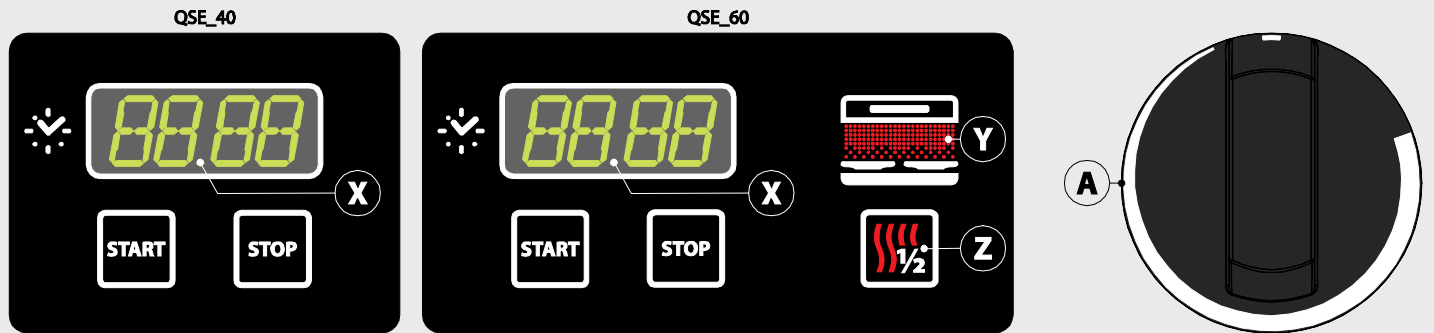 QSE_40
QSE_60
88 88
88 88
X
X
Y
A
START
STOP
START
STOP
½
Z